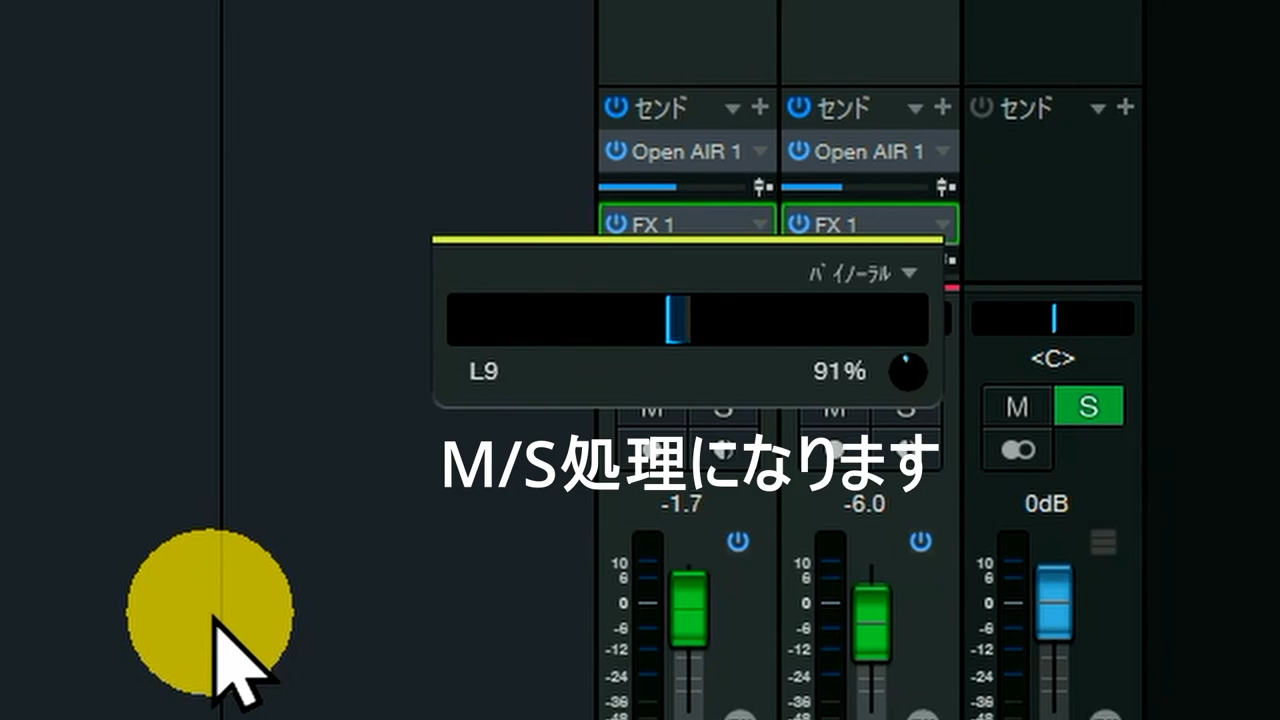 センド センド センド
Open AIR 1 Open AIR 1
FX 1 FX 1
バイノーラル
L9 91%
<C>
M S M S M S
M/S処理になります
-1.7 -6.0 0dB
10 10 10
6 6 6
0 0 0
-6 -6 -6
-12 -12 -12
-24 -24 -24
-36 -36 -36
-48 -48 -48